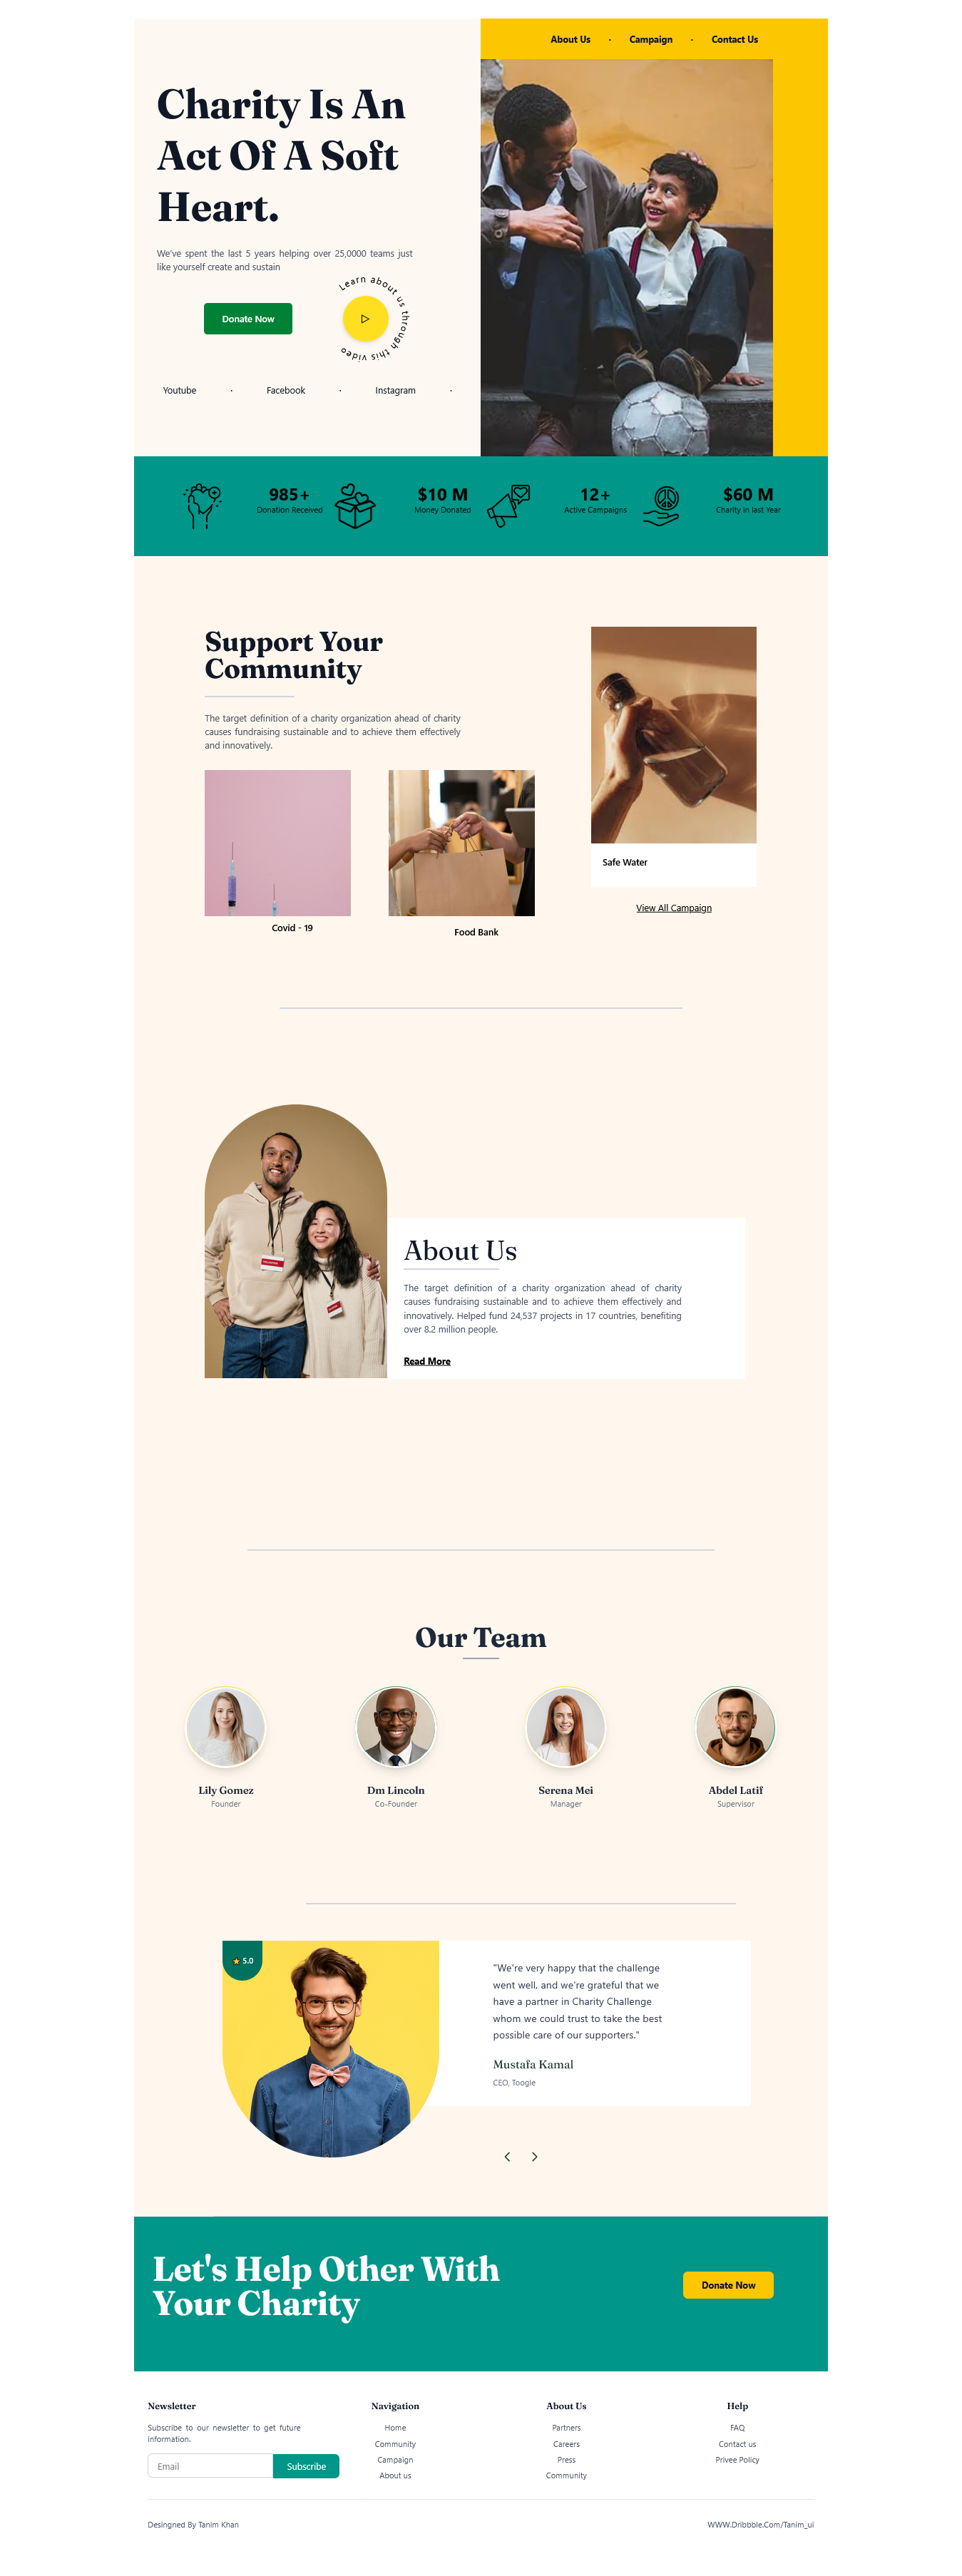 About Us · Campaign · Contact Us
Charity Is An
Act Of A Soft
Heart.
We've spent the last 5 years helping over 25,0000 teams just
like yourself create and sustain
Donate Now
Learn about us through this video
Youtube · Facebook · Instagram ·
985+
Donation Received
$10 M
Money Donated
12+
Active Campaigns
$60 M
Charity In last Year
Support Your
Community
The target definition of a charity organization ahead of charity
causes fundraising sustainable and to achieve them effectively
and innovatively.
Covid - 19
Food Bank
Safe Water
View All Campaign
About Us
The target definition of a charity organization ahead of charity
causes fundraising sustainable and to achieve them effectively and
innovatively. Helped fund 24,537 projects in 17 countries, benefiting
over 8.2 million people.
Read More
Our Team
Lily Gomez
Founder
Dm Lincoln
Co-Founder
Serena Mei
Manager
Abdel Latif
Supervisor
5.0
"We're very happy that the challenge
went well, and we're grateful that we
have a partner in Charity Challenge
whom we could trust to take the best
possible care of our supporters."
Mustafa Kamal
CEO, Toogle
Let's Help Other With
Your Charity
Donate Now
Newsletter
Subscribe to our newsletter to get future
information.
Email
Subscribe
Navigation
Home
Community
Campaign
About us
About Us
Partners
Careers
Press
Community
Help
FAQ
Contact us
Privee Policy
Desingned By Tanim Khan
WWW.Dribbble.Com/Tanim_ui